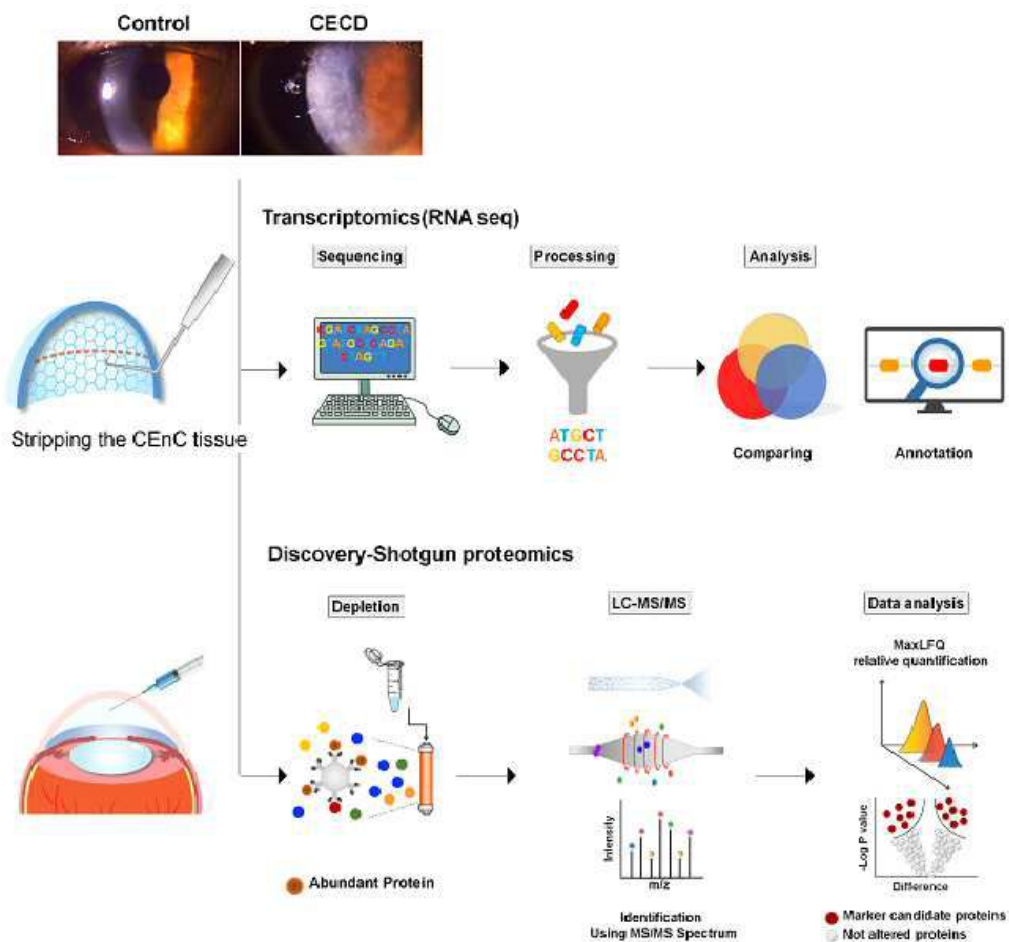 Control
CECD
Transcriptomics(RNA seq)
Sequencing
Processing
Analysis
ATGCT
GCCTA
Stripping the CEnC tissue
Comparing
Annotation
Discovery-Shotgun proteomics
Depletion
LC-MS/MS
Data analysis
MaxLFQ
relative quantification
Intensity
m/z
-Log P value
Difference
Abundant Protein
Identification
Using MS/MS Spectrum
Marker candidate proteins
Not altered proteins